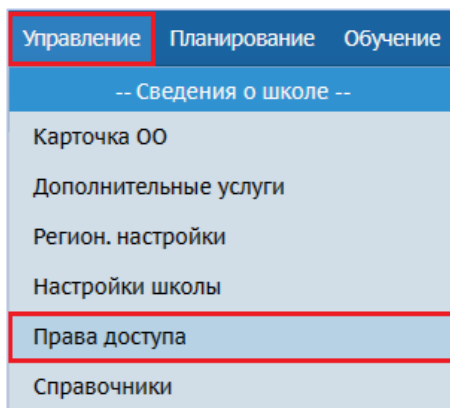 Управление Планирование Обучение
-- Сведения о школе --
Карточка ОО
Дополнительные услуги
Регион. настройки
Настройки школы
Права доступа
Справочники